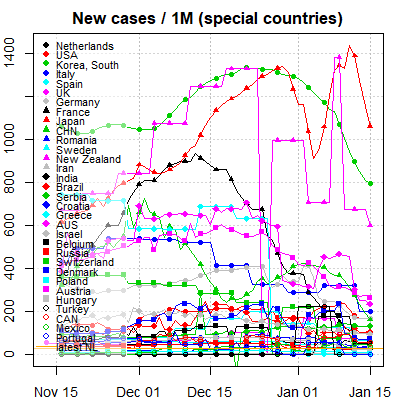 New cases / 1M (special countries)
1400
1000
800
600
400
200
0
Netherlands
USA
Korea, South
Italy
Spain
UK
Germany
France
Japan
CHN
Romania
Sweden
New Zealand
Iran
India
Brazil
Serbia
Croatia
Greece
AUS
Israel
Belgium
Russia
Switzerland
Denmark
Poland
Austria
Hungary
Turkey
CAN
Mexico
Portugal
latest NL
Nov 15
Dec 01
Dec 15
Jan 01
Jan 15